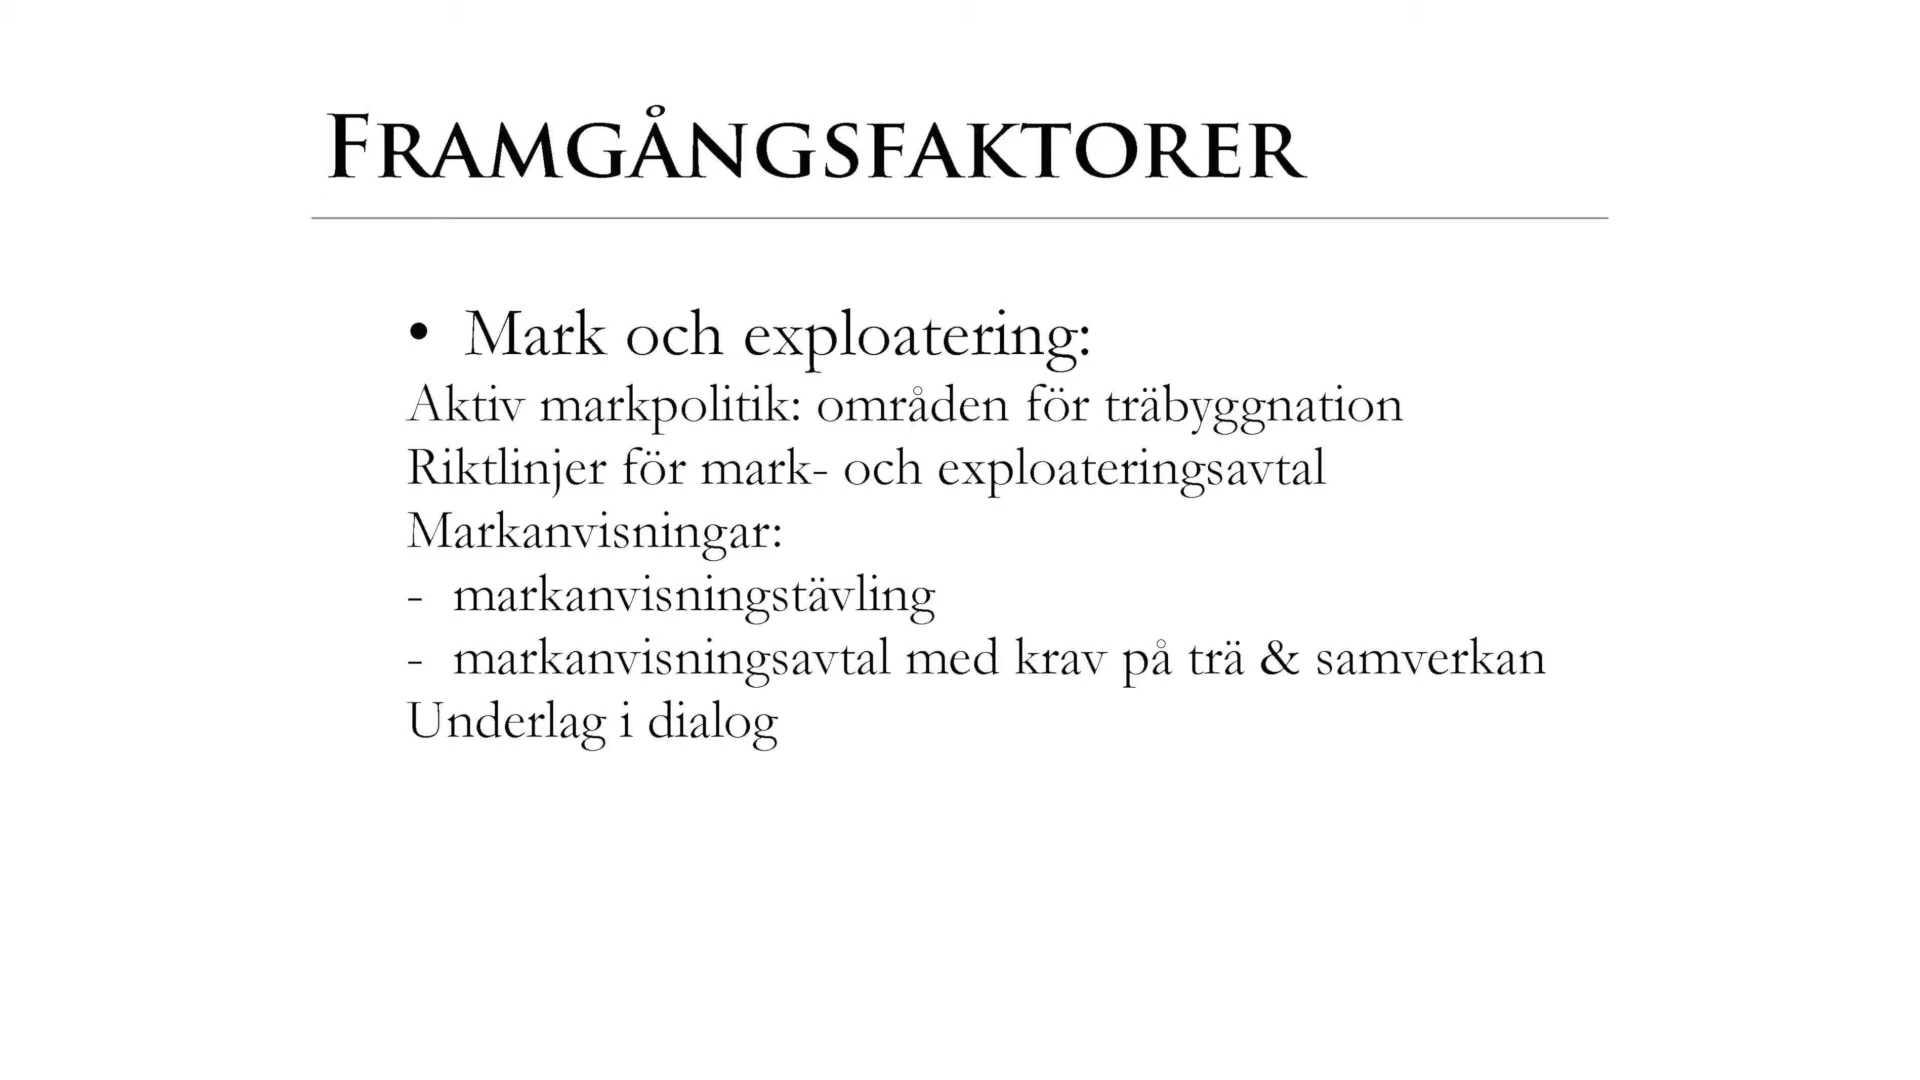 FRAMGÅNGSFAKTORER
• Mark och exploatering:
Aktiv markpolitik: områden för träbyggnation
Riktlinjer för mark- och exploateringsavtal
Markanvisningar:
- markanvisningstävling
- markanvisningsavtal med krav på trä & samverkan
Underlag i dialog